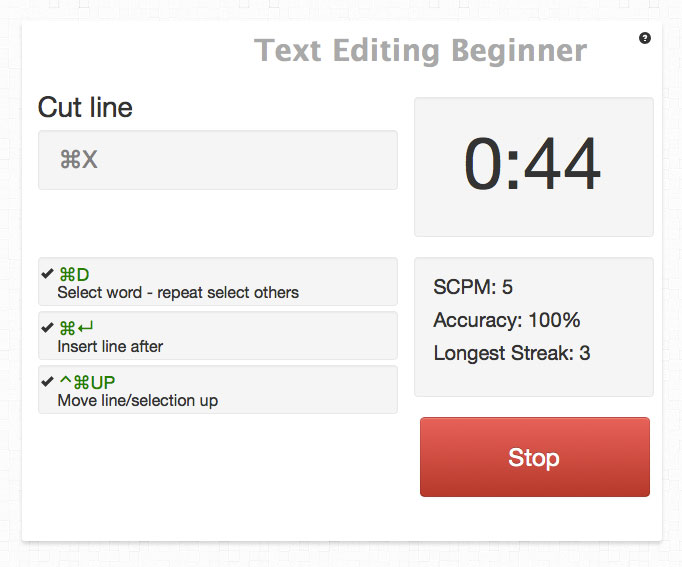 Text Editing Beginner
?
Cut line
⌘X
0:44
⌘D
Select word - repeat select others
⌘↵
Insert line after
^⌘UP
Move line/selection up
SCPM: 5
Accuracy: 100%
Longest Streak: 3
Stop